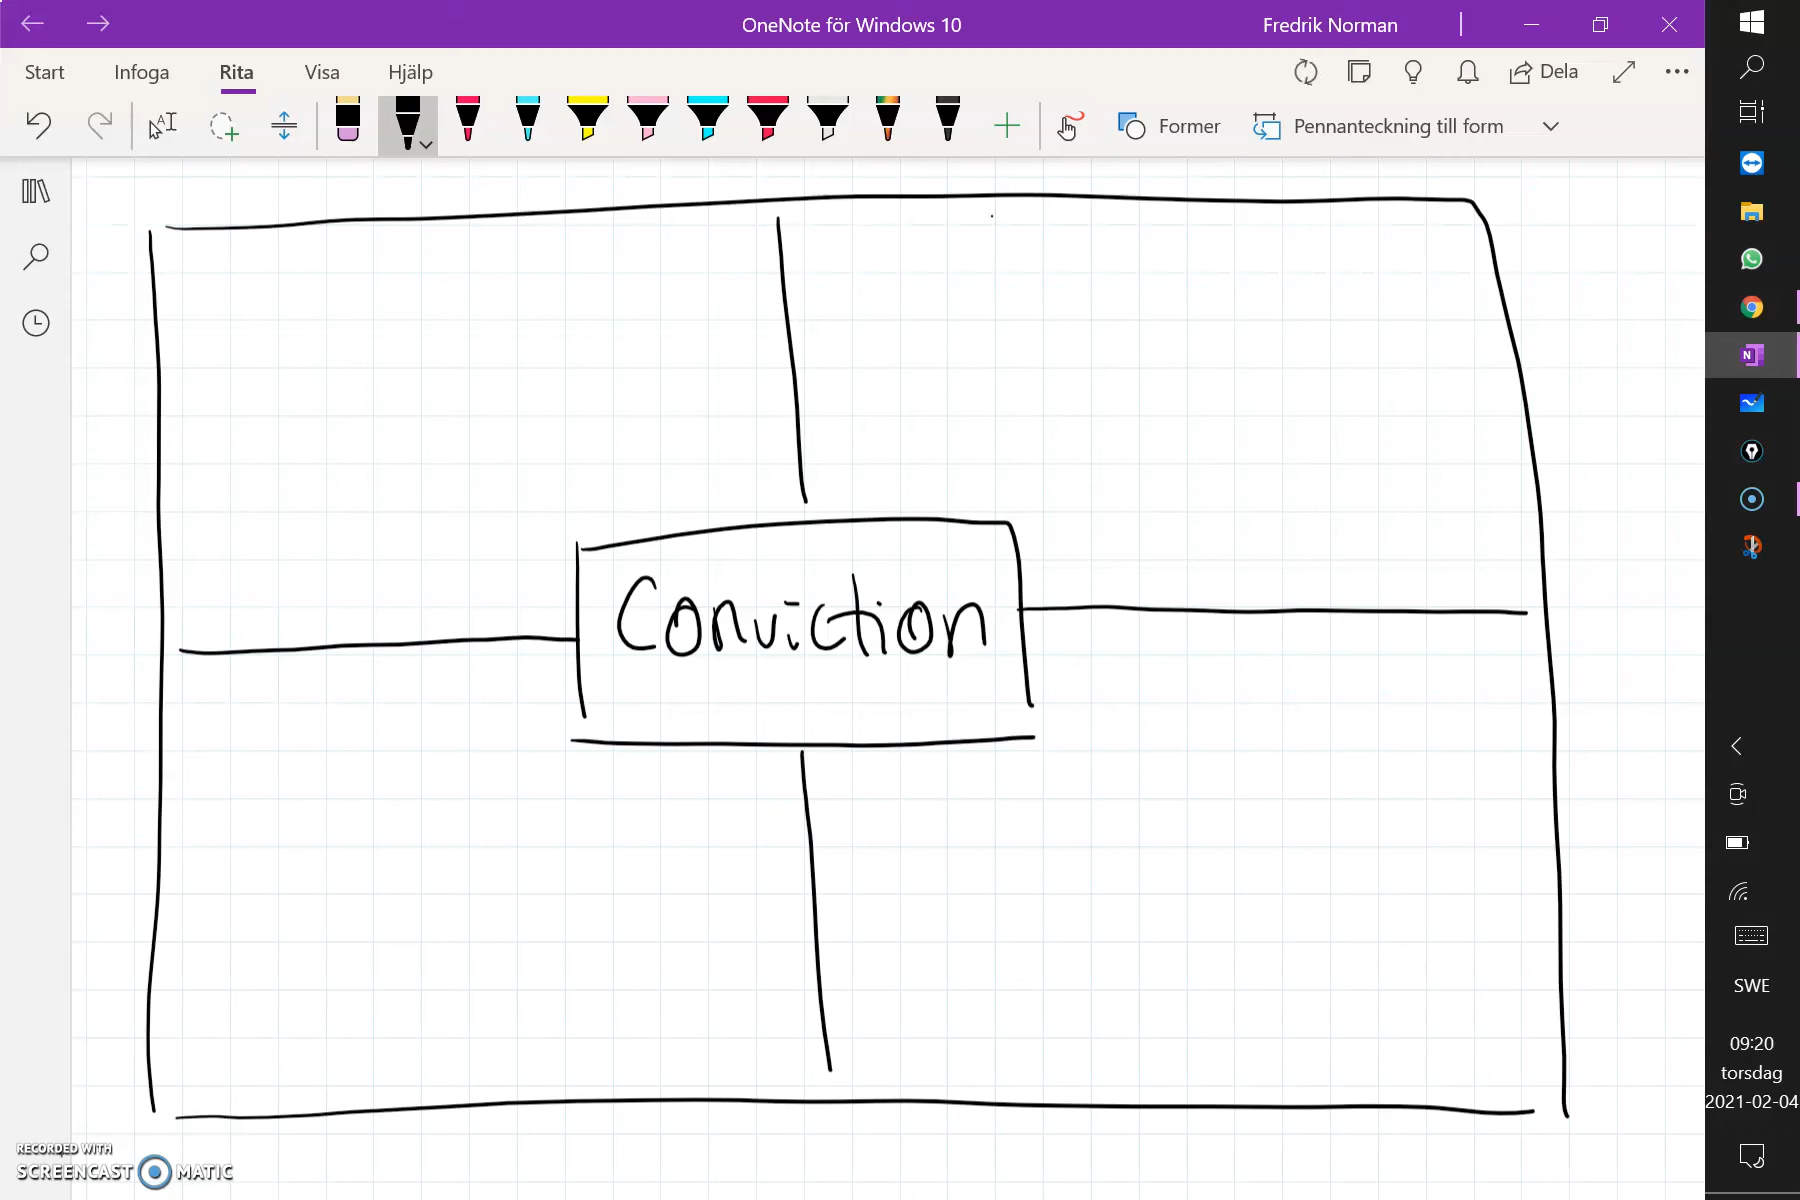 OneNote för Windows 10
Fredrik Norman
Start Infoga Rita Visa Hjälp
Dela
Former
Pennanteckning till form
Conviction
N
SWE
09:20
torsdag
2021-02-04
RECORDED WITH
SCREENCAST MATIC